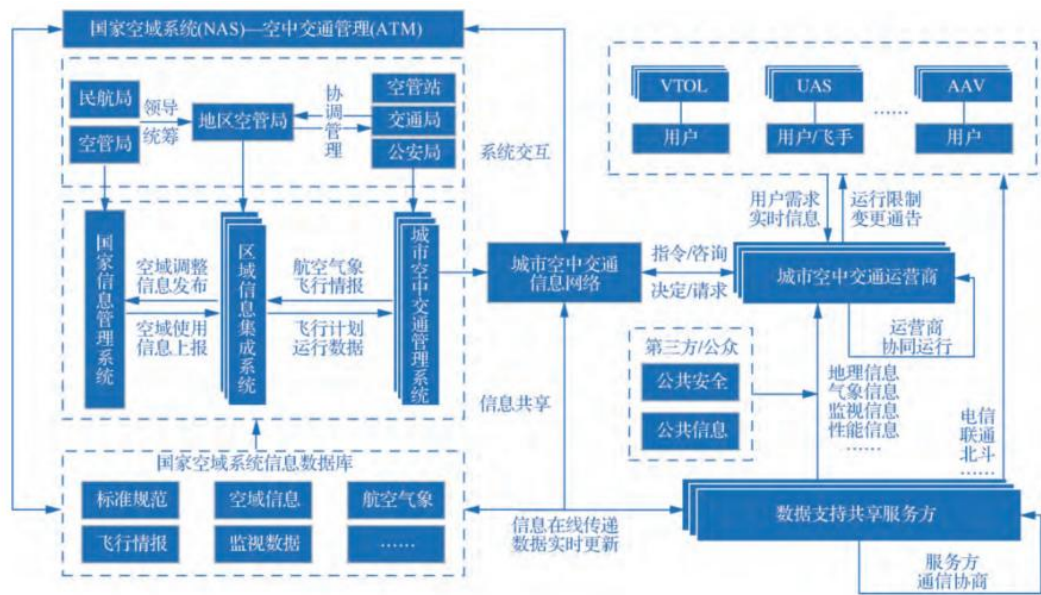 国家空域系统(NAS)—空中交通管理(ATM)
民航局
空管局
领导
统筹
地区空管局
协调管理
空管站
交通局
公安局
国家信息管理系统
空域调整
信息发布
空域使用
信息上报
区域信息集成系统
航空气象
飞行情报
飞行计划
运行数据
城市空中交通管理系统
国家空域系统信息数据库
标准规范
空域信息
航空气象
飞行情报
监视数据
……
系统交互
城市空中交通
信息网络
信息共享
信息在线传递
数据实时更新
指令/咨询
决定/请求
VTOL
UAS
AAV
……
用户
用户/飞手
用户
用户需求
实时信息
运行限制
变更通告
城市空中交通运营商
运营商
协同运行
第三方/公众
公共安全
公共信息
地理信息
气象信息
监视信息
性能信息
……
电信
联通
北斗
……
数据支持共享服务方
服务方
通信协商